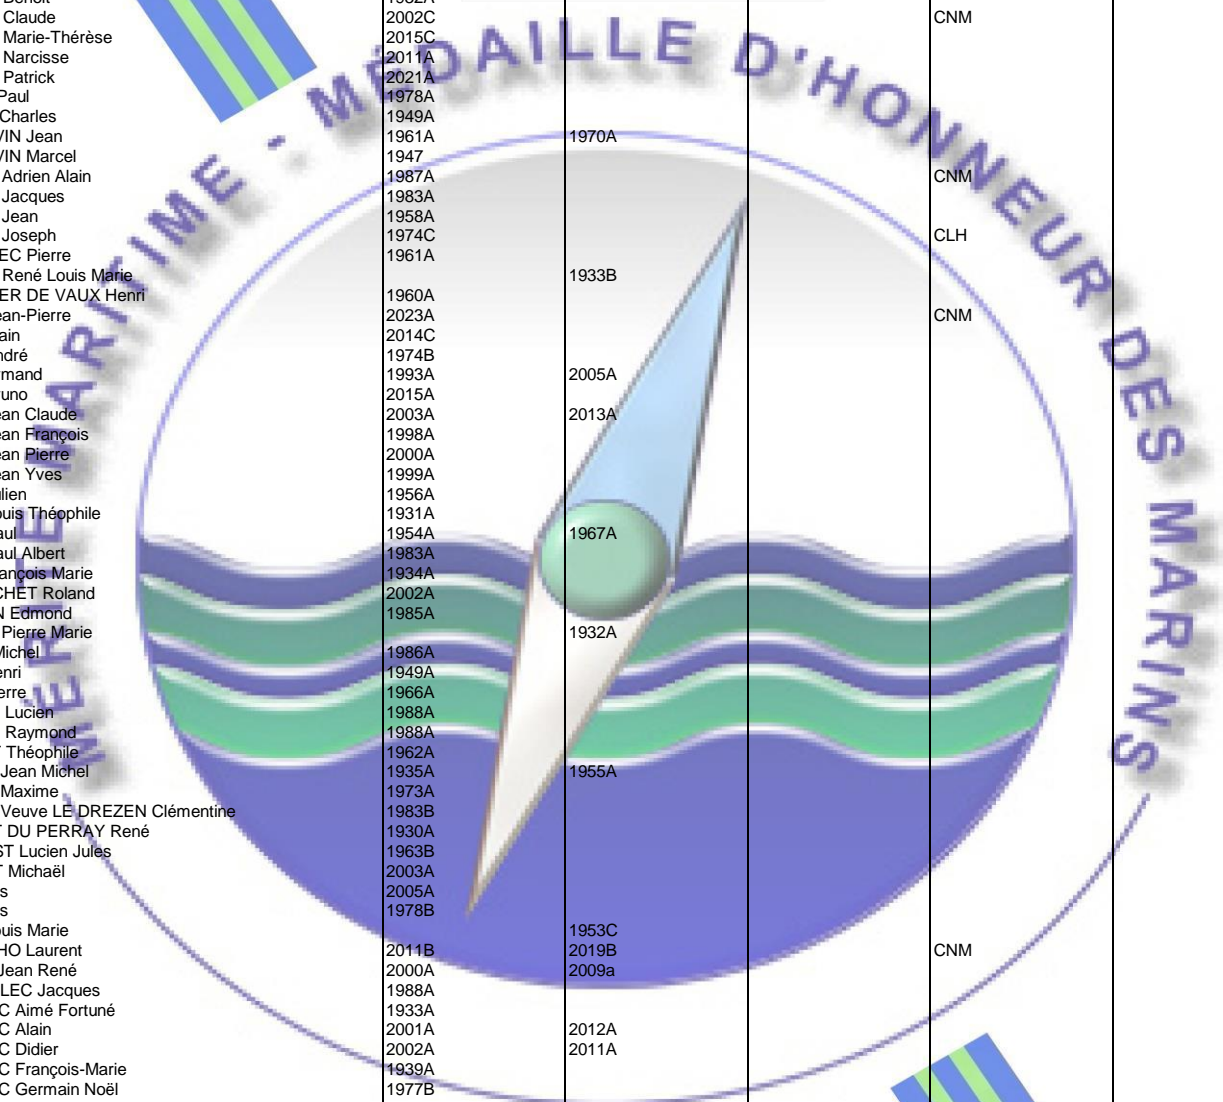 MÉRITE MARITIME - MÉDAILLE D'HONNEUR DES MARINS
Claude 2002C CNM
Marie-Thérèse 2015C
Narcisse 2011A
Patrick 2021A
Paul 1978A
Charles 1949A
VIN Jean 1961A 1970A
VIN Marcel 1947
Adrien Alain 1987A CNM
Jacques 1983A
Jean 1958A
Joseph 1974C CLH
EC Pierre 1961A
René Louis Marie 1933B
ER DE VAUX Henri 1960A
ean-Pierre 2023A CNM
ain 2014C
ndré 1974B
rmand 1993A 2005A
runo 2015A
ean Claude 2003A 2013A
ean François 1998A
ean Pierre 2000A
ean Yves 1999A
ulien 1956A
ouis Théophile 1931A
aul 1954A 1967A
aul Albert 1983A
ançois Marie 1934A
CHET Roland 2002A
N Edmond 1985A
Pierre Marie 1932A
Michel 1986A
enri 1949A
erre 1966A
Lucien 1988A
Raymond 1988A
T Théophile 1962A
Jean Michel 1935A 1955A
Maxime 1973A
Veuve LE DREZEN Clémentine 1983B
T DU PERRAY René 1930A
ST Lucien Jules 1963B
T Michaël 2003A
s 2005A
s 1978B
ouis Marie 1953C
HO Laurent 2011B 2019B CNM
Jean René 2000A 2009a
LEC Jacques 1988A
C Aimé Fortuné 1933A
C Alain 2001A 2012A
C Didier 2002A 2011A
C François-Marie 1939A
C Germain Noël 1977B